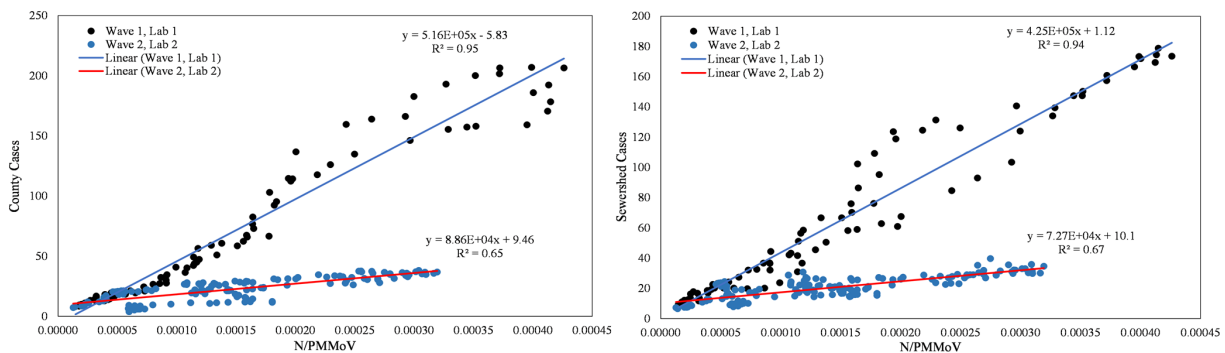 250
200
150
100
50
0
County Cases
Wave 1, Lab 1
Wave 2, Lab 2
Linear (Wave 1, Lab 1)
Linear (Wave 2, Lab 2)
y = 5.16E+05x - 5.83
R² = 0.95
y = 8.86E+04x + 9.46
R² = 0.65
0.00000 0.00005 0.00010 0.00015 0.00020 0.00025 0.00030 0.00035 0.00040 0.00045
N/PMMoV
200
180
160
140
120
100
80
60
40
20
0
Sewershed Cases
Wave 1, Lab 1
Wave 2, Lab 2
Linear (Wave 1, Lab 1)
Linear (Wave 2, Lab 2)
y = 4.25E+05x + 1.12
R² = 0.94
y = 7.27E+04x + 10.1
R² = 0.67
0.00000 0.00005 0.00010 0.00015 0.00020 0.00025 0.00030 0.00035 0.00040 0.00045
N/PMMoV